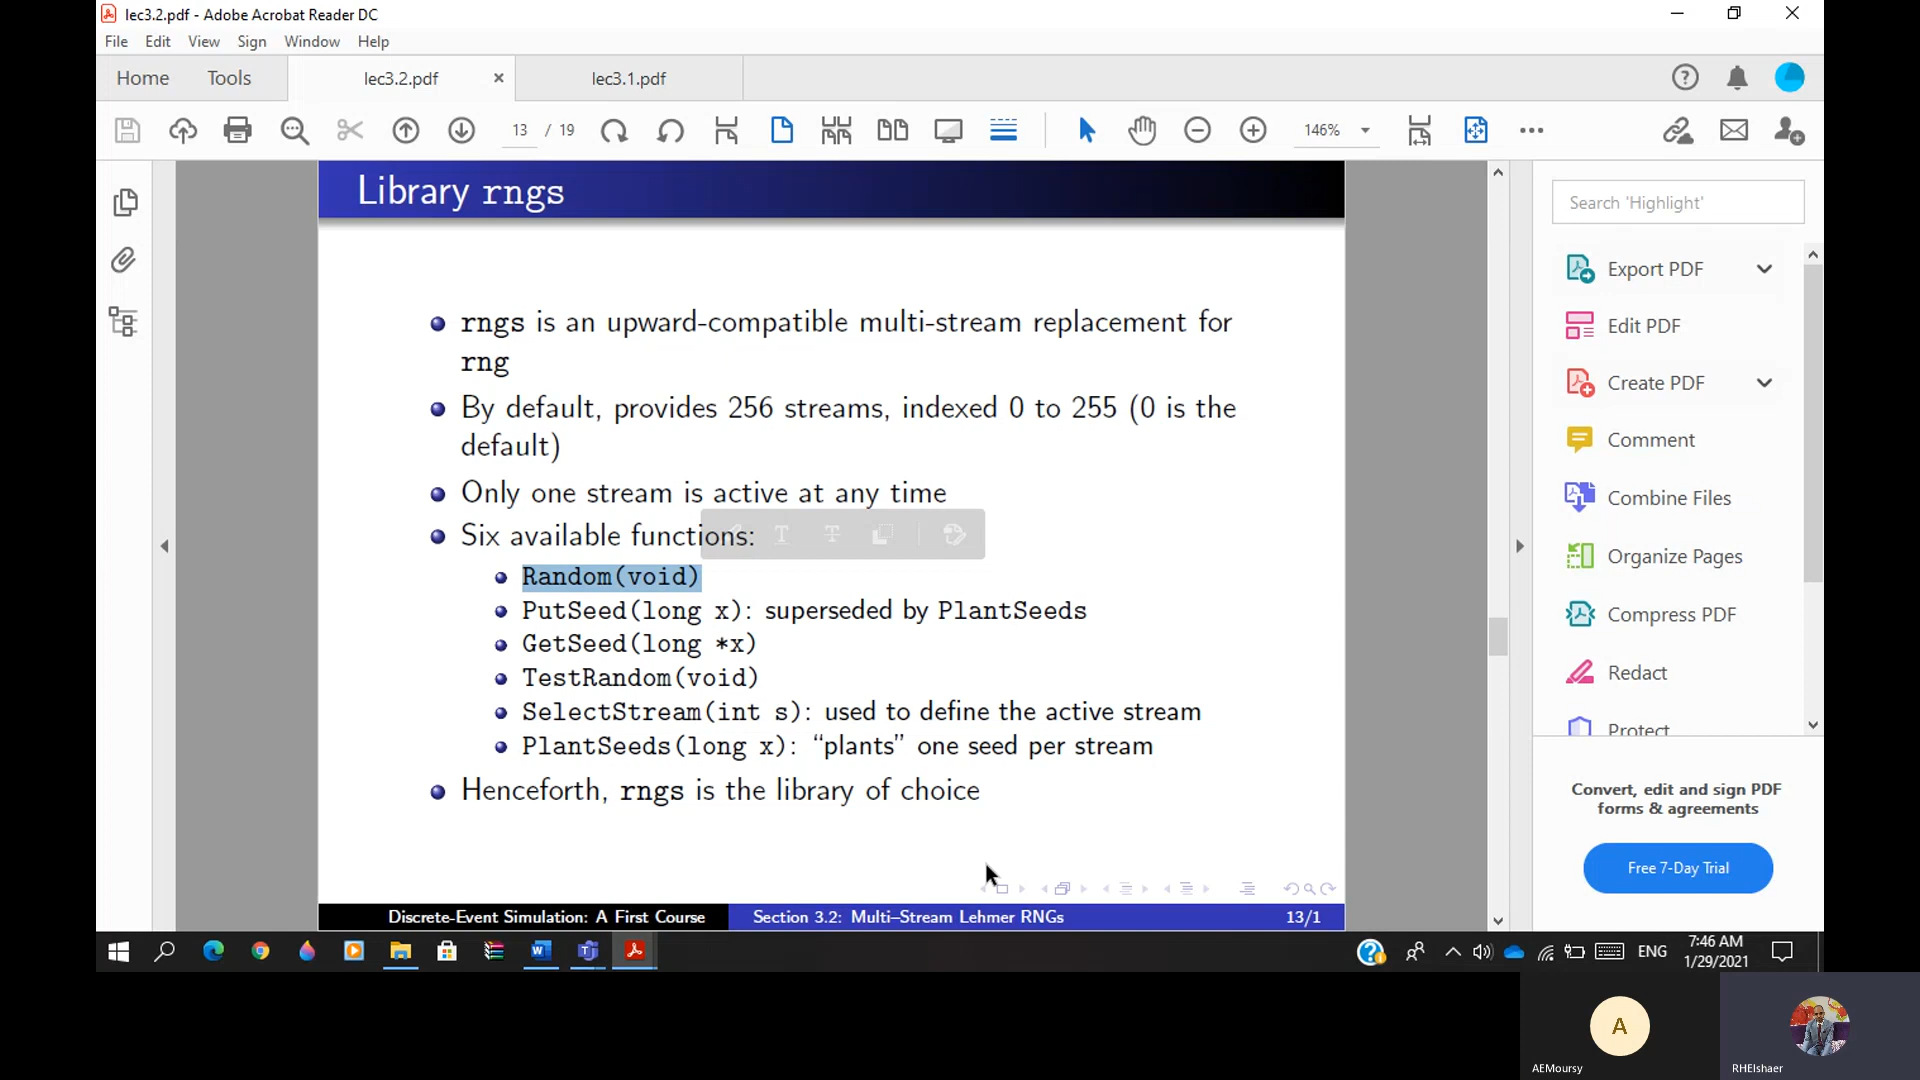 lec3.2.pdf - Adobe Acrobat Reader DC
File Edit View Sign Window Help
Home Tools lec3.2.pdf × lec3.1.pdf
13 / 19 146%
Library rngs
rngs is an upward-compatible multi-stream replacement for
rng
By default, provides 256 streams, indexed 0 to 255 (0 is the
default)
Only one stream is active at any time
Six available functions:
Random(void)
PutSeed(long x): superseded by PlantSeeds
GetSeed(long *x)
TestRandom(void)
SelectStream(int s): used to define the active stream
PlantSeeds(long x): “plants” one seed per stream
Henceforth, rngs is the library of choice
Discrete-Event Simulation: A First Course Section 3.2: Multi–Stream Lehmer RNGs 13/1
Search 'Highlight'
Export PDF
Edit PDF
Create PDF
Comment
Combine Files
Organize Pages
Compress PDF
Redact
Protect
Convert, edit and sign PDF
forms & agreements
Free 7-Day Trial
ENG
7:46 AM
1/29/2021
A
AEMoursy
RHElshaer